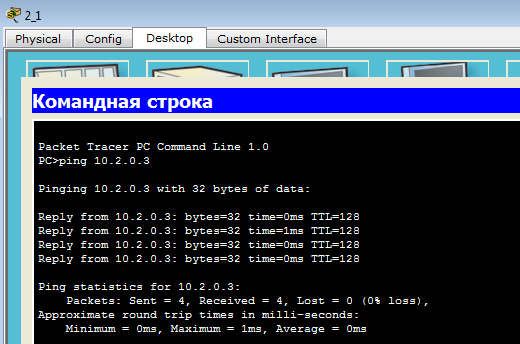 2_1
Physical Config Desktop Custom Interface
Командная строка
Packet Tracer PC Command Line 1.0
PC>ping 10.2.0.3
Pinging 10.2.0.3 with 32 bytes of data:
Reply from 10.2.0.3: bytes=32 time=0ms TTL=128
Reply from 10.2.0.3: bytes=32 time=1ms TTL=128
Reply from 10.2.0.3: bytes=32 time=0ms TTL=128
Reply from 10.2.0.3: bytes=32 time=0ms TTL=128
Ping statistics for 10.2.0.3:
Packets: Sent = 4, Received = 4, Lost = 0 (0% loss),
Approximate round trip times in milli-seconds:
Minimum = 0ms, Maximum = 1ms, Average = 0ms